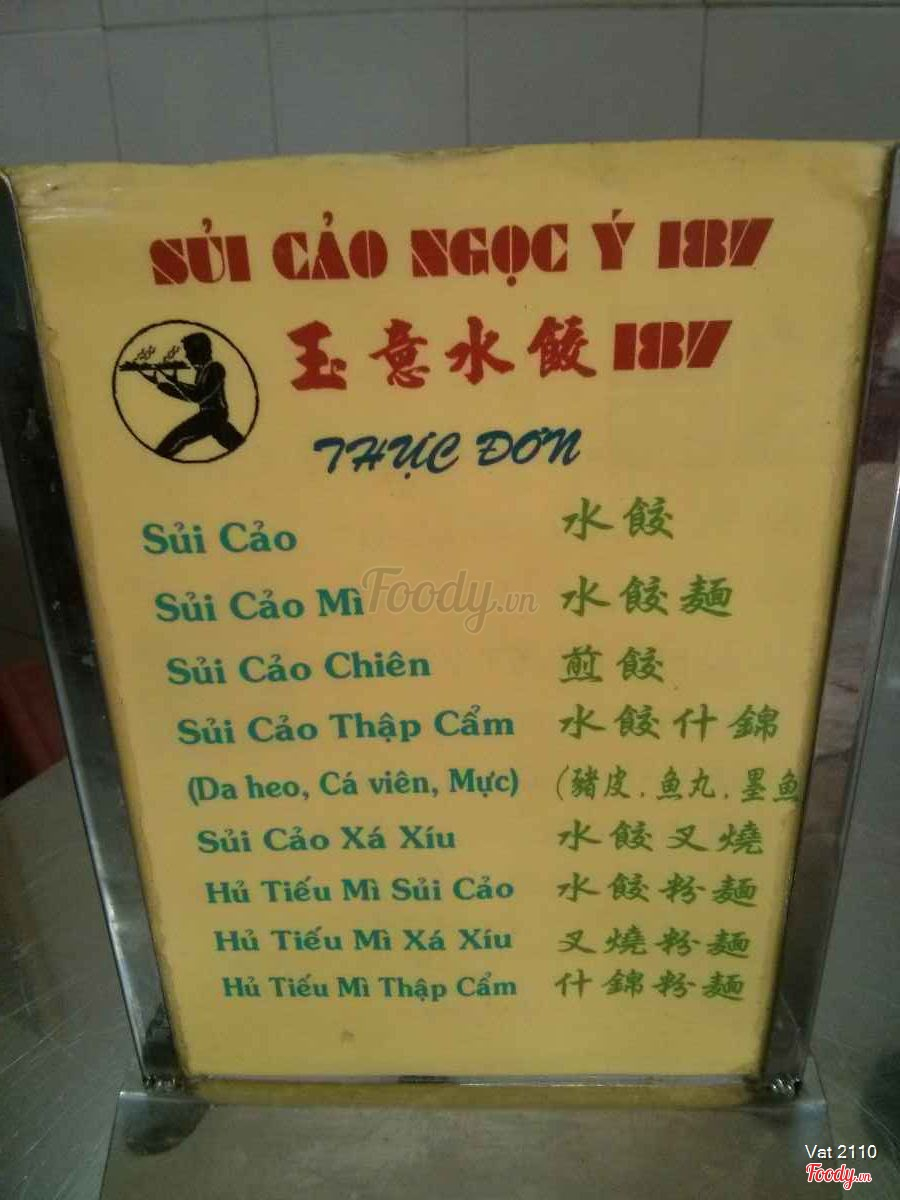 SỦI CẢO NGỌC Ý 187
玉意水餃 187
THỰC ĐƠN
Sủi Cảo 水餃
Foody.vn
Sủi Cảo Mì 水餃麵
Sủi Cảo Chiên 煎餃
Sủi Cảo Thập Cẩm 水餃什錦
(Da heo, Cá viên, Mực) (豬皮.魚丸.墨魚
Sủi Cảo Xá Xíu 水餃叉燒
Hủ Tiếu Mì Sủi Cảo 水餃粉麵
Hủ Tiếu Mì Xá Xíu 叉燒粉麵
Hủ Tiếu Mì Thập Cẩm 什錦粉麵
Vat 2110
Foody.vn